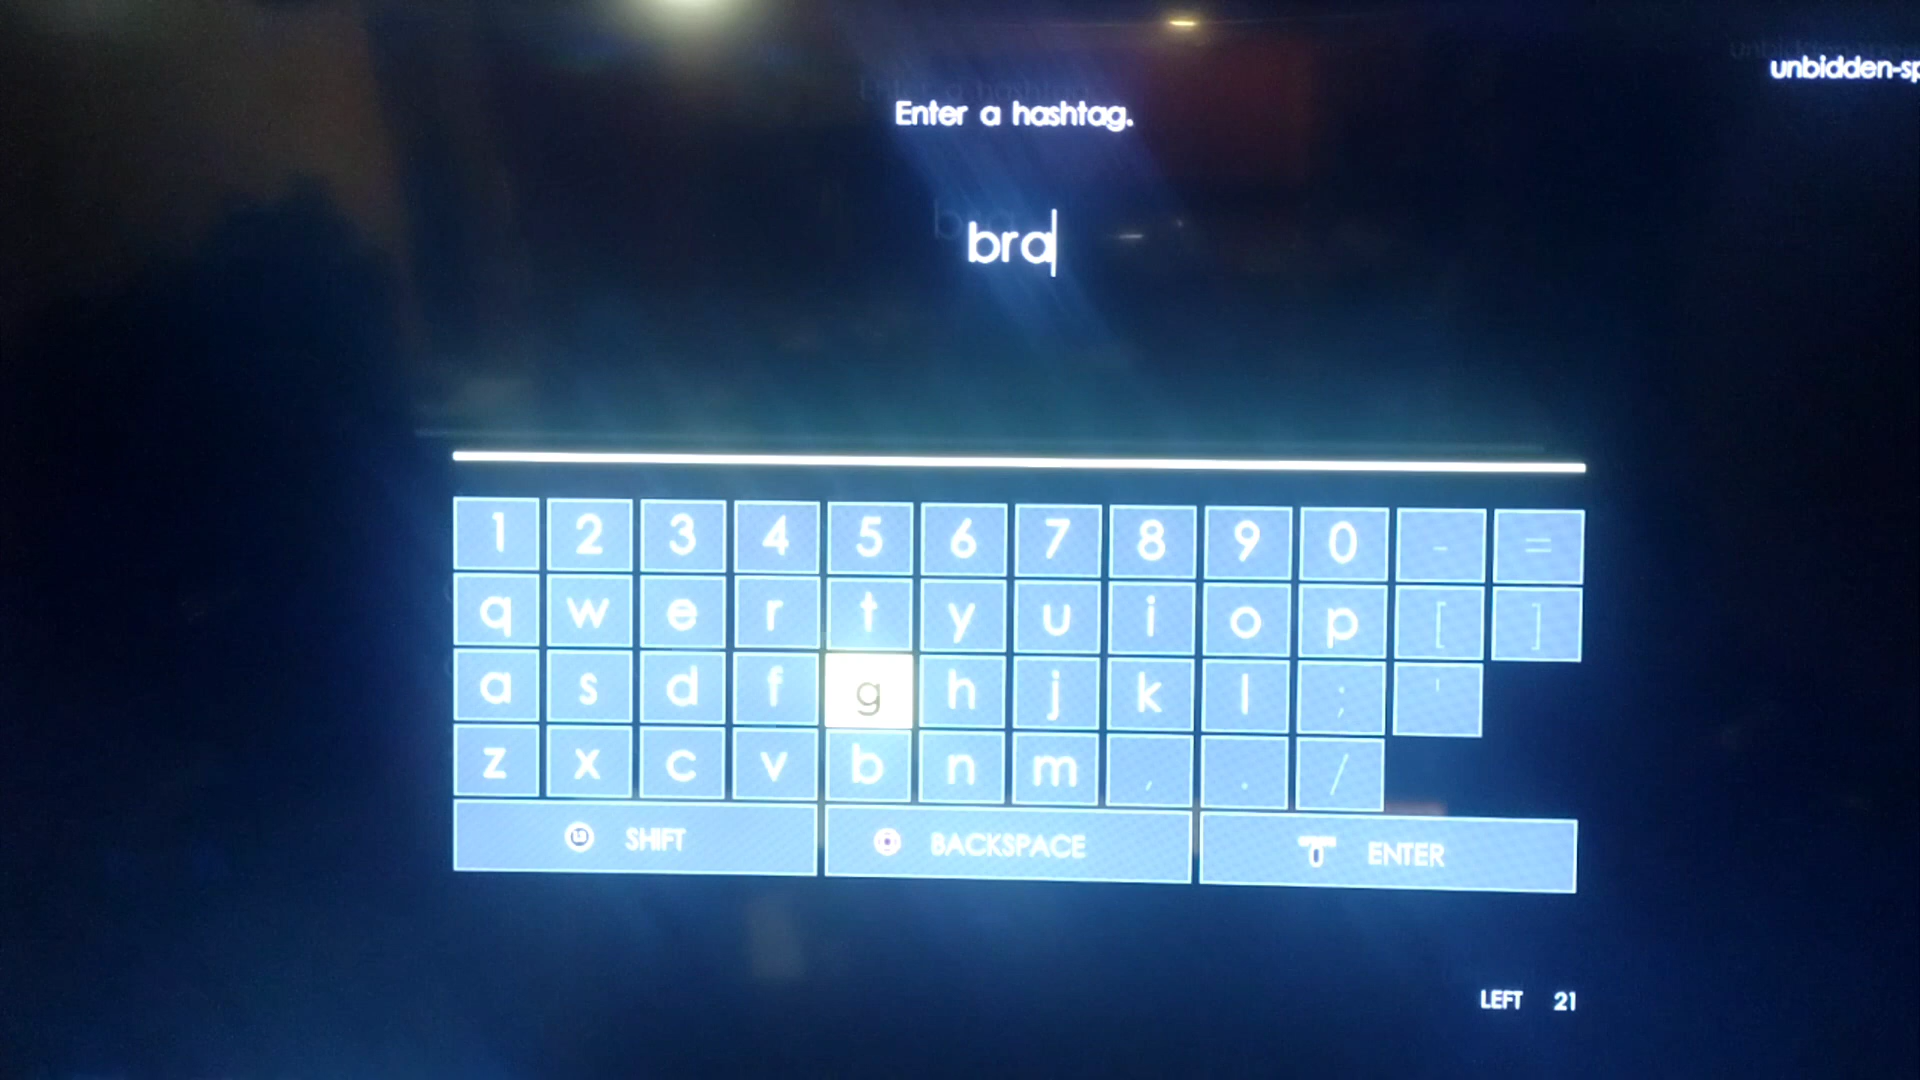 unbidden-sp
Enter a hashtag.
bra
1 2 3 4 5 6 7 8 9 0 - =
q w e r t y u i o p [ ]
a s d f g h j k l ; '
z x c v b n m , . /
L3 SHIFT BACKSPACE ENTER
LEFT 21